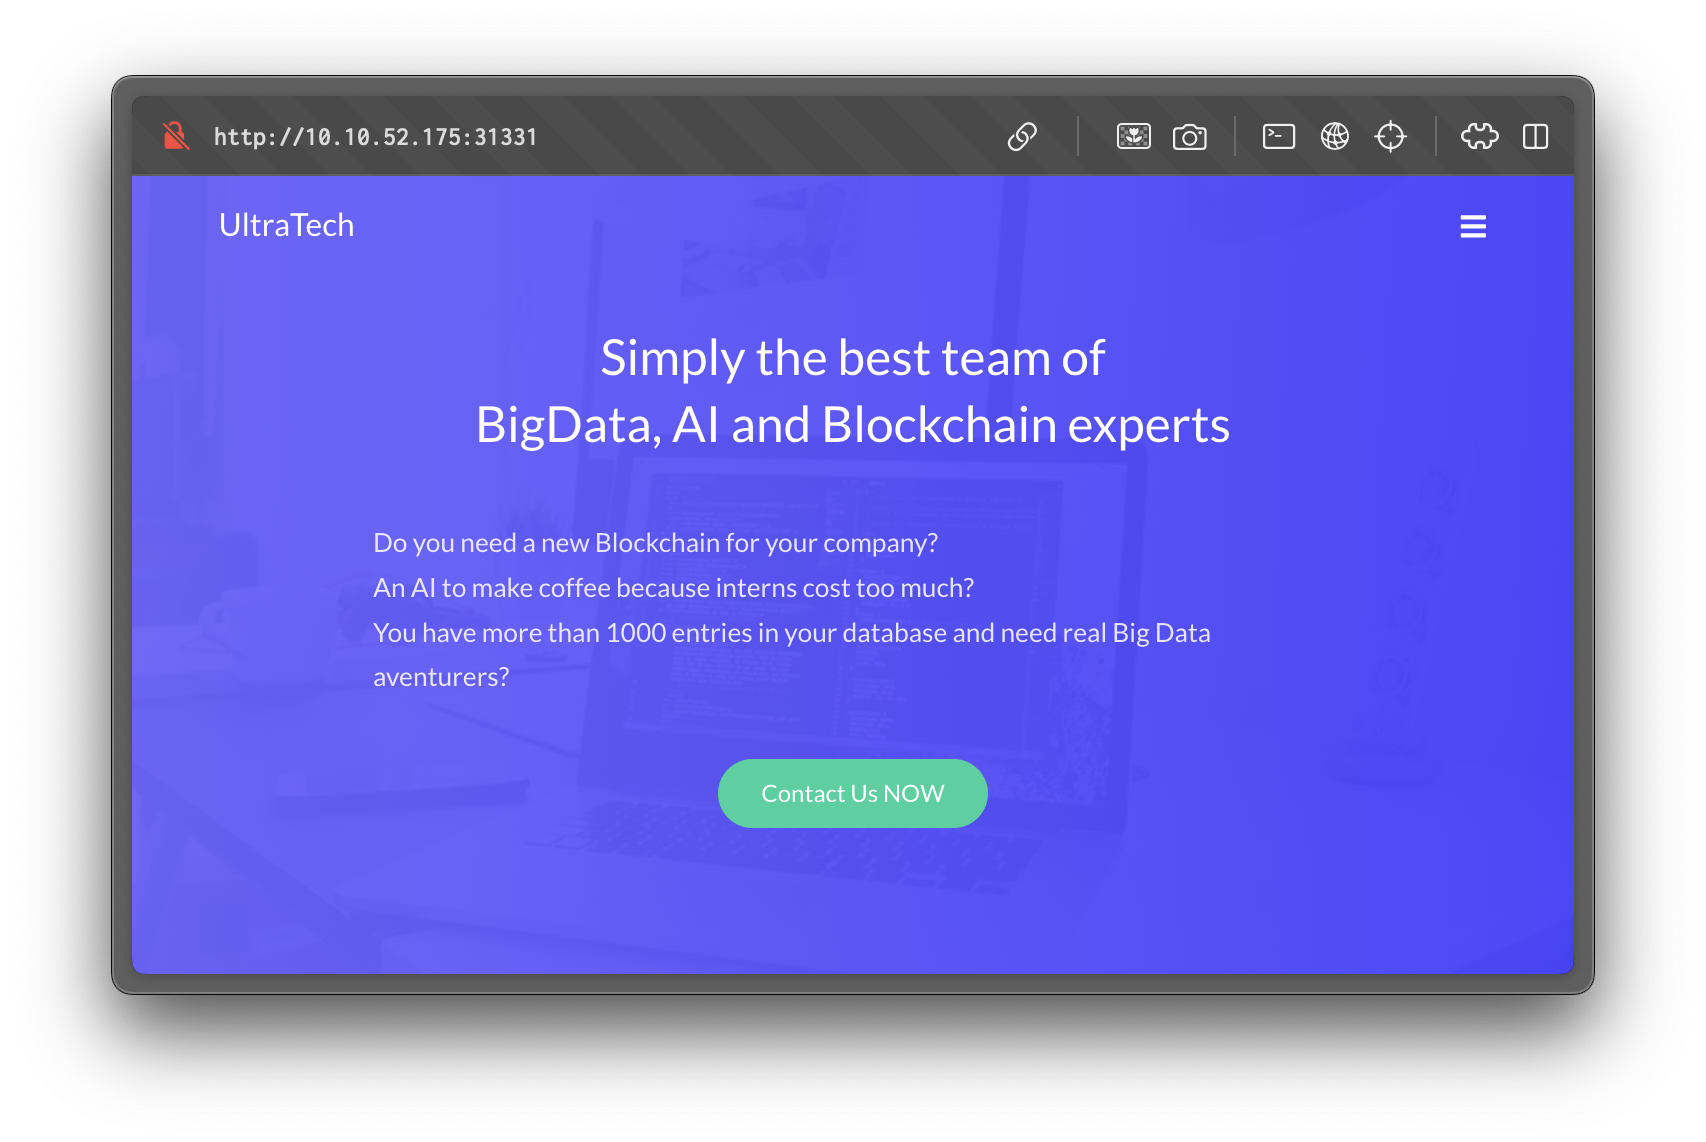 http://10.10.52.175:31331
UltraTech
Simply the best team of
BigData, AI and Blockchain experts
Do you need a new Blockchain for your company?
An AI to make coffee because interns cost too much?
You have more than 1000 entries in your database and need real Big Data
aventurers?
Contact Us NOW